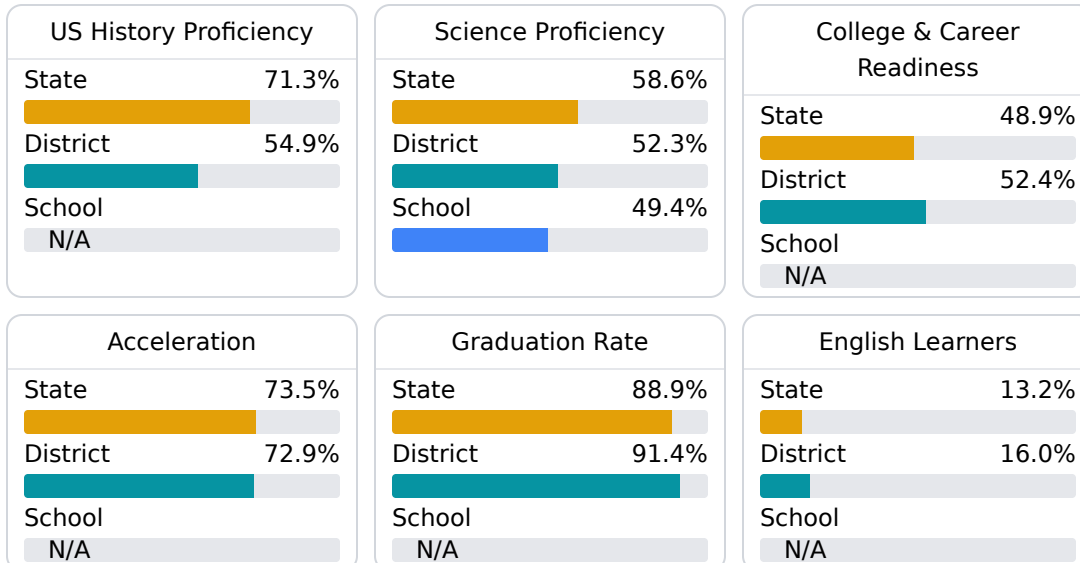 US History Proficiency
State 71.3%
District 54.9%
School
N/A
Science Proficiency
State 58.6%
District 52.3%
School 49.4%
College & Career
Readiness
State 48.9%
District 52.4%
School
N/A
Acceleration
State 73.5%
District 72.9%
School
N/A
Graduation Rate
State 88.9%
District 91.4%
School
N/A
English Learners
State 13.2%
District 16.0%
School
N/A